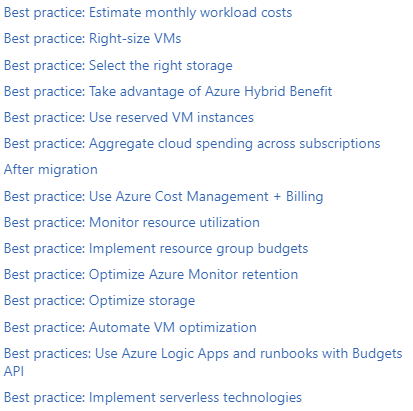 Best practice: Estimate monthly workload costs
Best practice: Right-size VMs
Best practice: Select the right storage
Best practice: Take advantage of Azure Hybrid Benefit
Best practice: Use reserved VM instances
Best practice: Aggregate cloud spending across subscriptions
After migration
Best practice: Use Azure Cost Management + Billing
Best practice: Monitor resource utilization
Best practice: Implement resource group budgets
Best practice: Optimize Azure Monitor retention
Best practice: Optimize storage
Best practice: Automate VM optimization
Best practices: Use Azure Logic Apps and runbooks with Budgets
API
Best practice: Implement serverless technologies